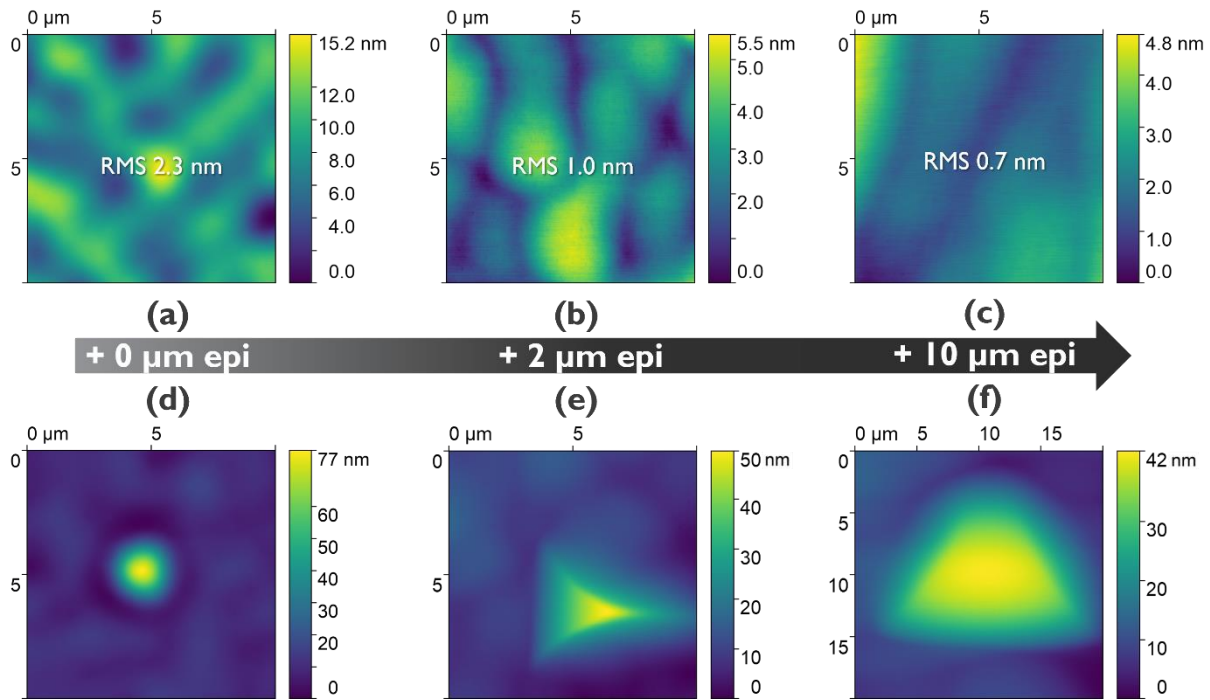 0 µm 5
0
5
RMS 2.3 nm
15.2 nm
12.0
10.0
8.0
6.0
4.0
2.0
0.0
(a)
0 µm 5
0
5
RMS 1.0 nm
5.5 nm
5.0
4.0
3.0
2.0
1.0
0.0
(b)
0 µm 5
0
5
RMS 0.7 nm
4.8 nm
4.0
3.0
2.0
1.0
0.0
(c)
+ 0 µm epi
+ 2 µm epi
+ 10 µm epi
(d)
0 µm 5
0
5
77 nm
60
50
40
30
20
10
0
(e)
0 µm 5
0
5
50 nm
40
30
20
10
0
(f)
0 µm 5 10 15
0
5
10
15
42 nm
30
20
10
0